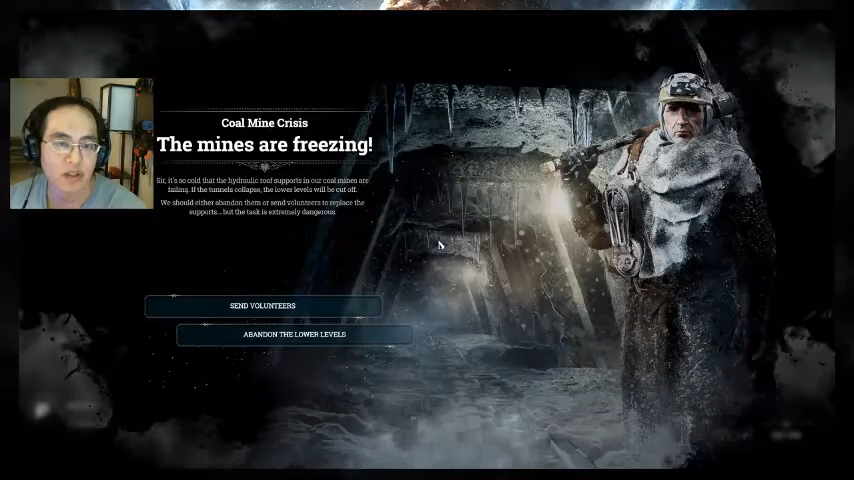 Coal Mine Crisis
The mines are freezing!
Sir, it's so cold that the hydraulic roof supports in our coal mines are
failing. If the tunnels collapse, the lower levels will be cut off.
We should either abandon them or send volunteers to replace the
supports... but the task is extremely dangerous.
SEND VOLUNTEERS
ABANDON THE LOWER LEVELS